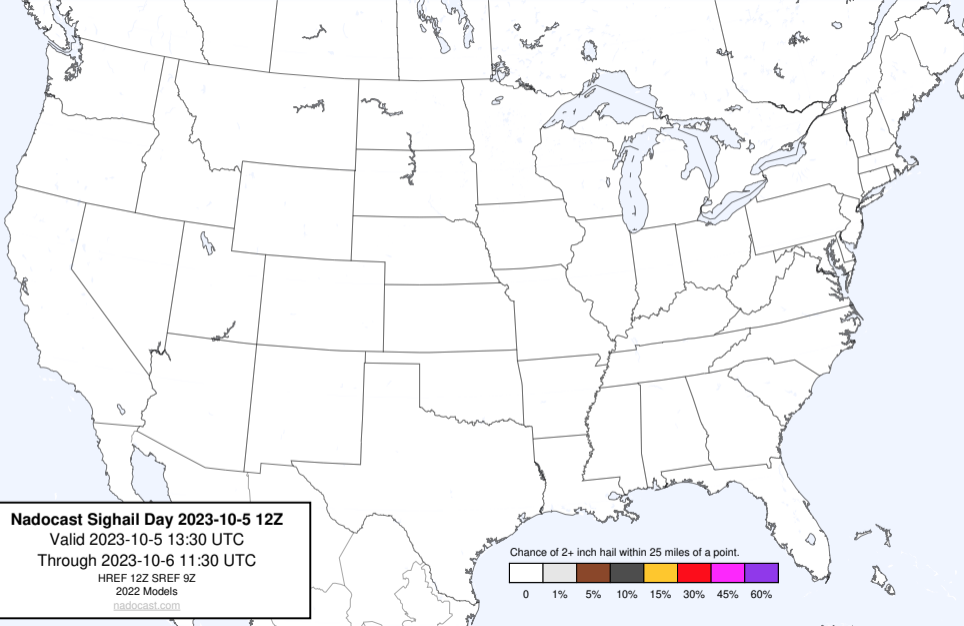 Nadocast Sighail Day 2023-10-5 12Z
Valid 2023-10-5 13:30 UTC
Through 2023-10-6 11:30 UTC
HREF 12Z SREF 9Z
2022 Models
nadocast.com
Chance of 2+ inch hail within 25 miles of a point.
0 1% 5% 10% 15% 30% 45% 60%